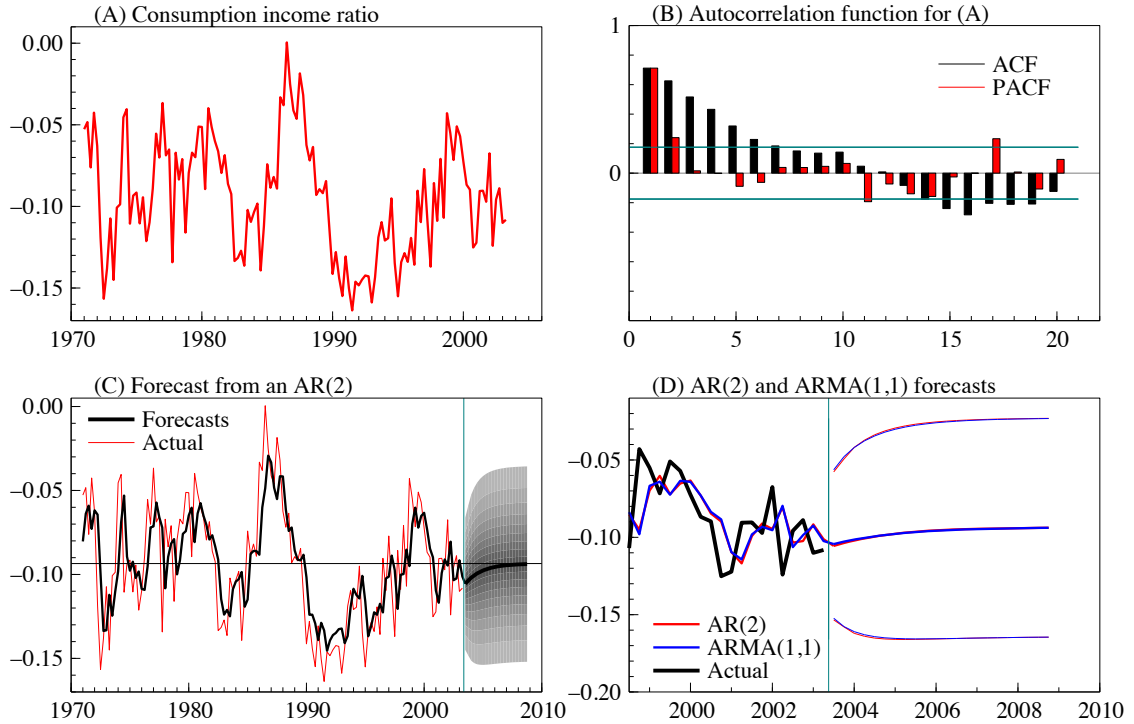 (A) Consumption income ratio
0.00
−0.05
−0.10
−0.15
1970 1980 1990 2000
(B) Autocorrelation function for (A)
1
0
ACF
PACF
0 5 10 15 20
(C) Forecast from an AR(2)
0.00
−0.05
−0.10
−0.15
Forecasts
Actual
1970 1980 1990 2000 2010
(D) AR(2) and ARMA(1,1) forecasts
−0.05
−0.10
−0.15
−0.20
AR(2)
ARMA(1,1)
Actual
2000 2002 2004 2006 2008 2010